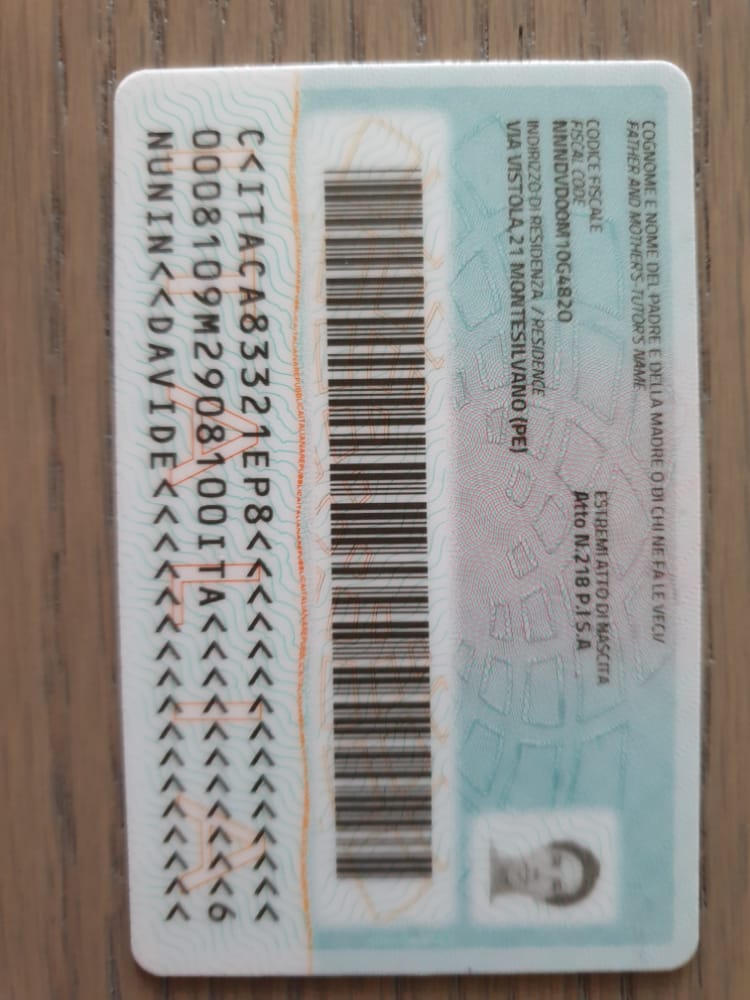 COGNOME E NOME DEL PADRE E DELLA MADRE O DI CHI NE FA LE VECI/
FATHER AND MOTHER'S-TUTOR'S NAME
CODICE FISCALE
FISCAL CODE
NNNDVD00M10G482O
ESTREMI ATTO DI NASCITA
Atto N.218 P.I S.A
INDIRIZZO DI RESIDENZA / RESIDENCE
VIA VISTOLA,21 MONTESILVANO (PE)
REPUBBLICAITALIANAREPUBBLICAITALIANAREPUBBLICAITALIANAREPUBBLICA
C<ITACA83321EP8<<<<<<<<<<<<<<<
0008109M2908100ITA<<<<<<<<<<<6
NUNIN<<DAVIDE<<<<<<<<<<<<<<<<<
ITALIA